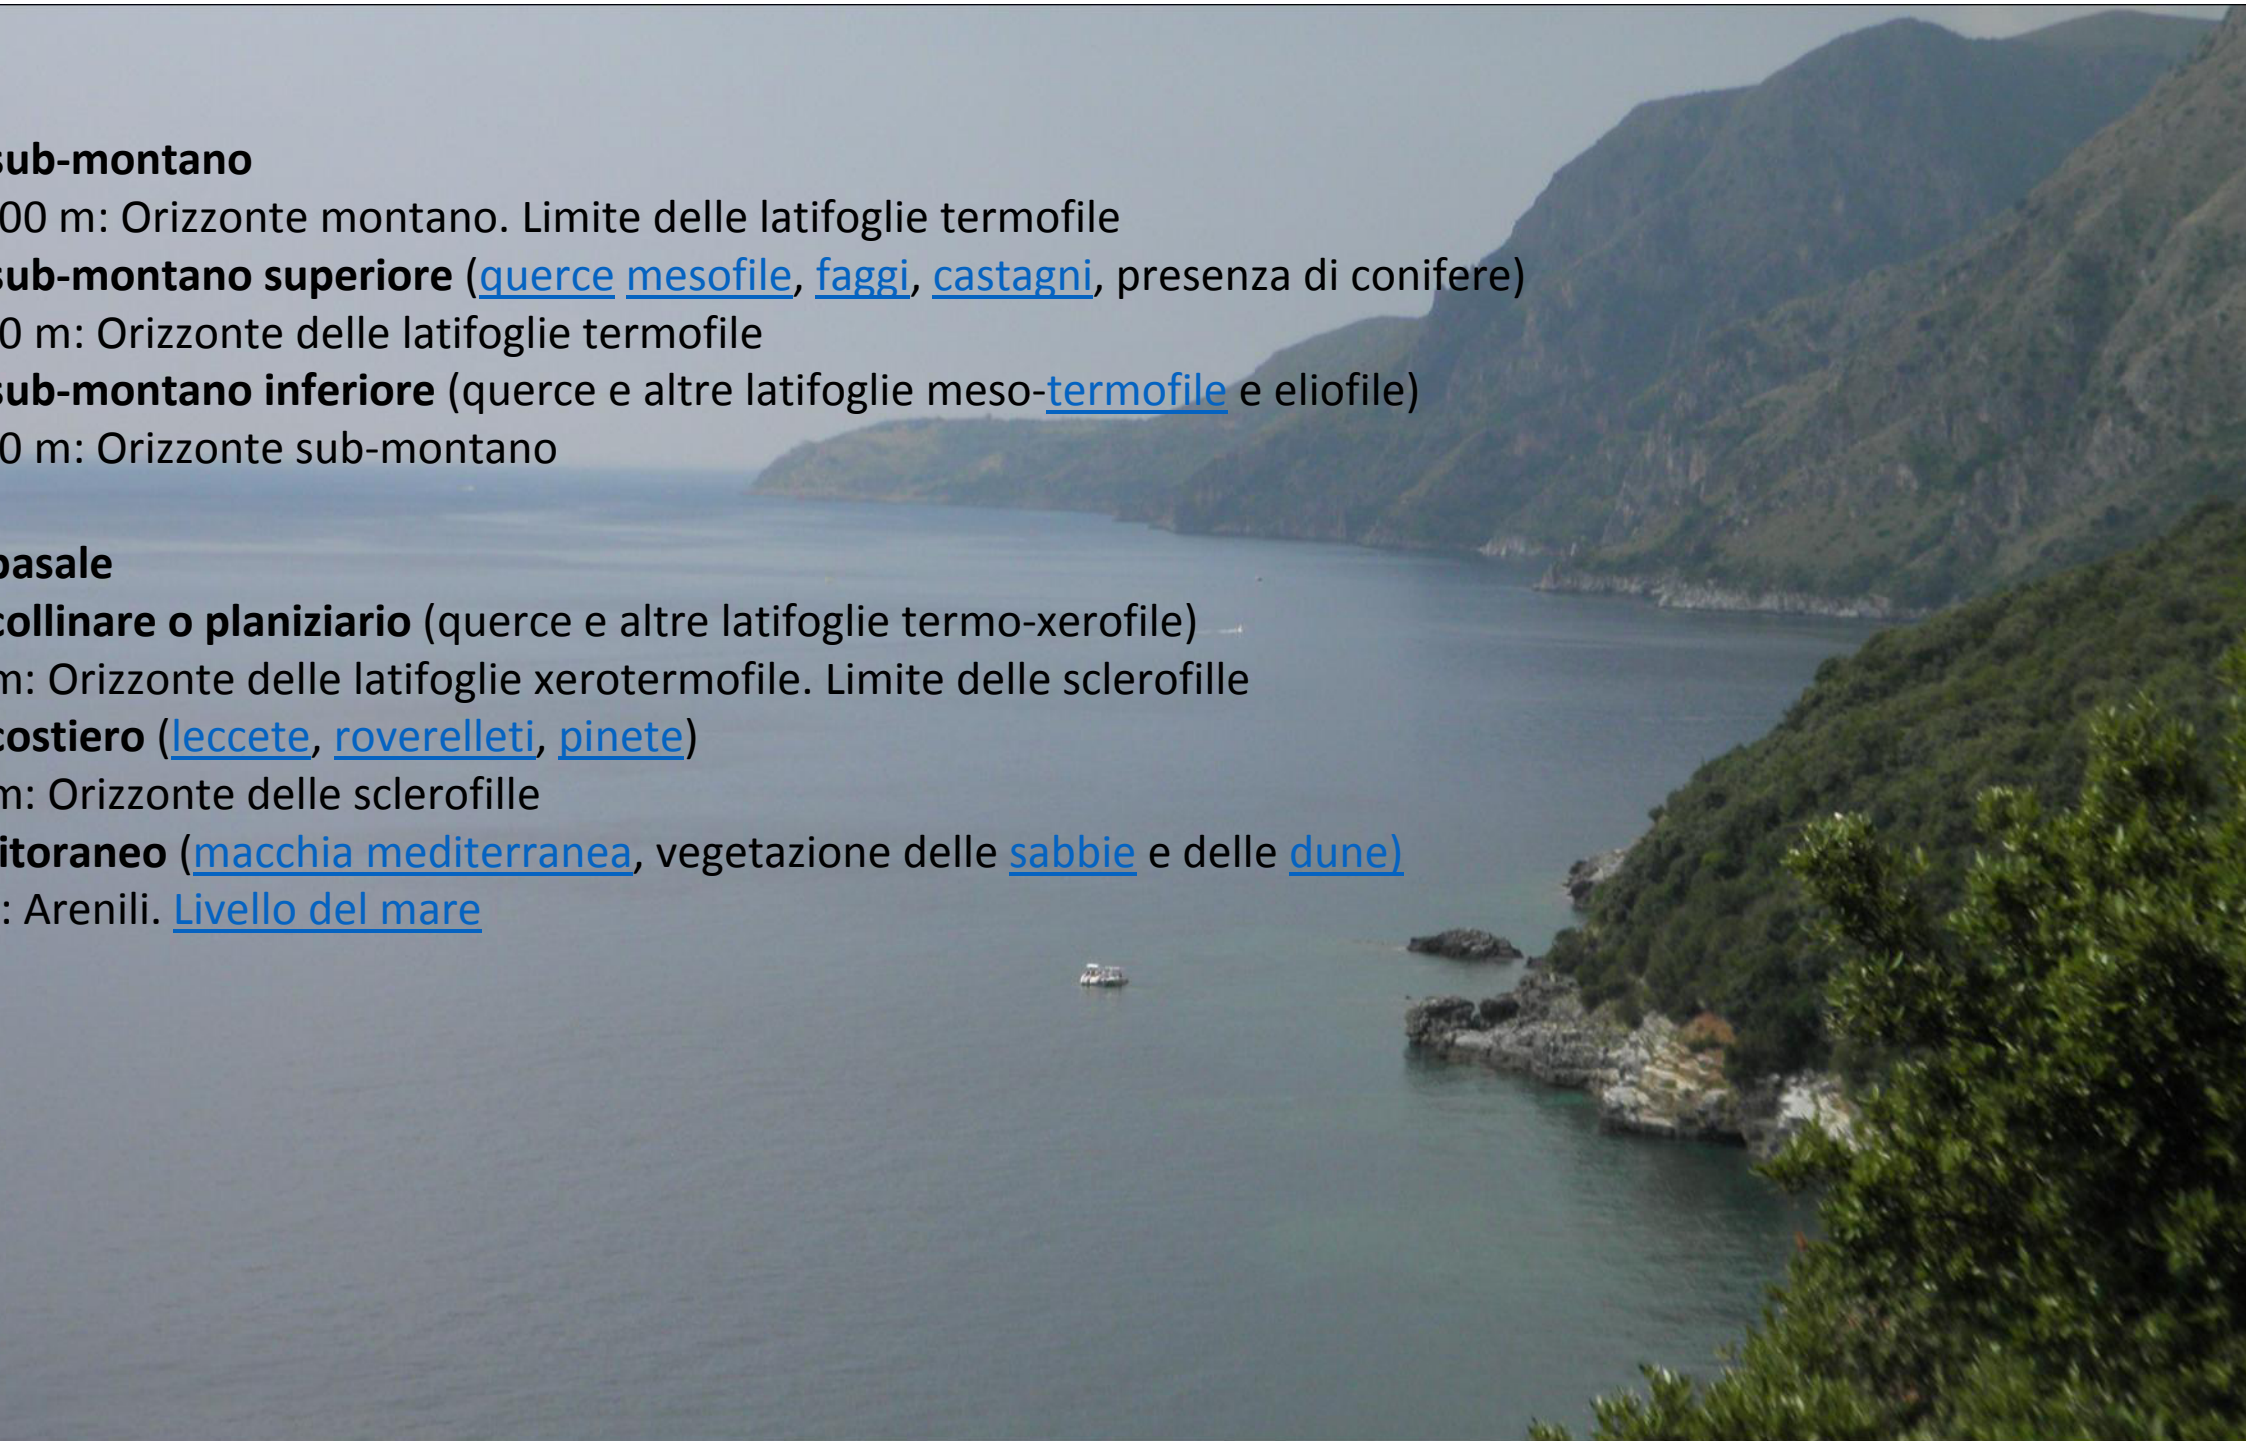 sub-montano
00 m: Orizzonte montano. Limite delle latifoglie termofile
sub-montano superiore (querce mesofile, faggi, castagni, presenza di conifere)
0 m: Orizzonte delle latifoglie termofile
sub-montano inferiore (querce e altre latifoglie meso-termofile e eliofile)
0 m: Orizzonte sub-montano
basale
collinare o planiziario (querce e altre latifoglie termo-xerofile)
m: Orizzonte delle latifoglie xerotermofile. Limite delle sclerofille
costiero (leccete, roverelleti, pinete)
m: Orizzonte delle sclerofille
itoraneo (macchia mediterranea, vegetazione delle sabbie e delle dune)
: Arenili. Livello del mare